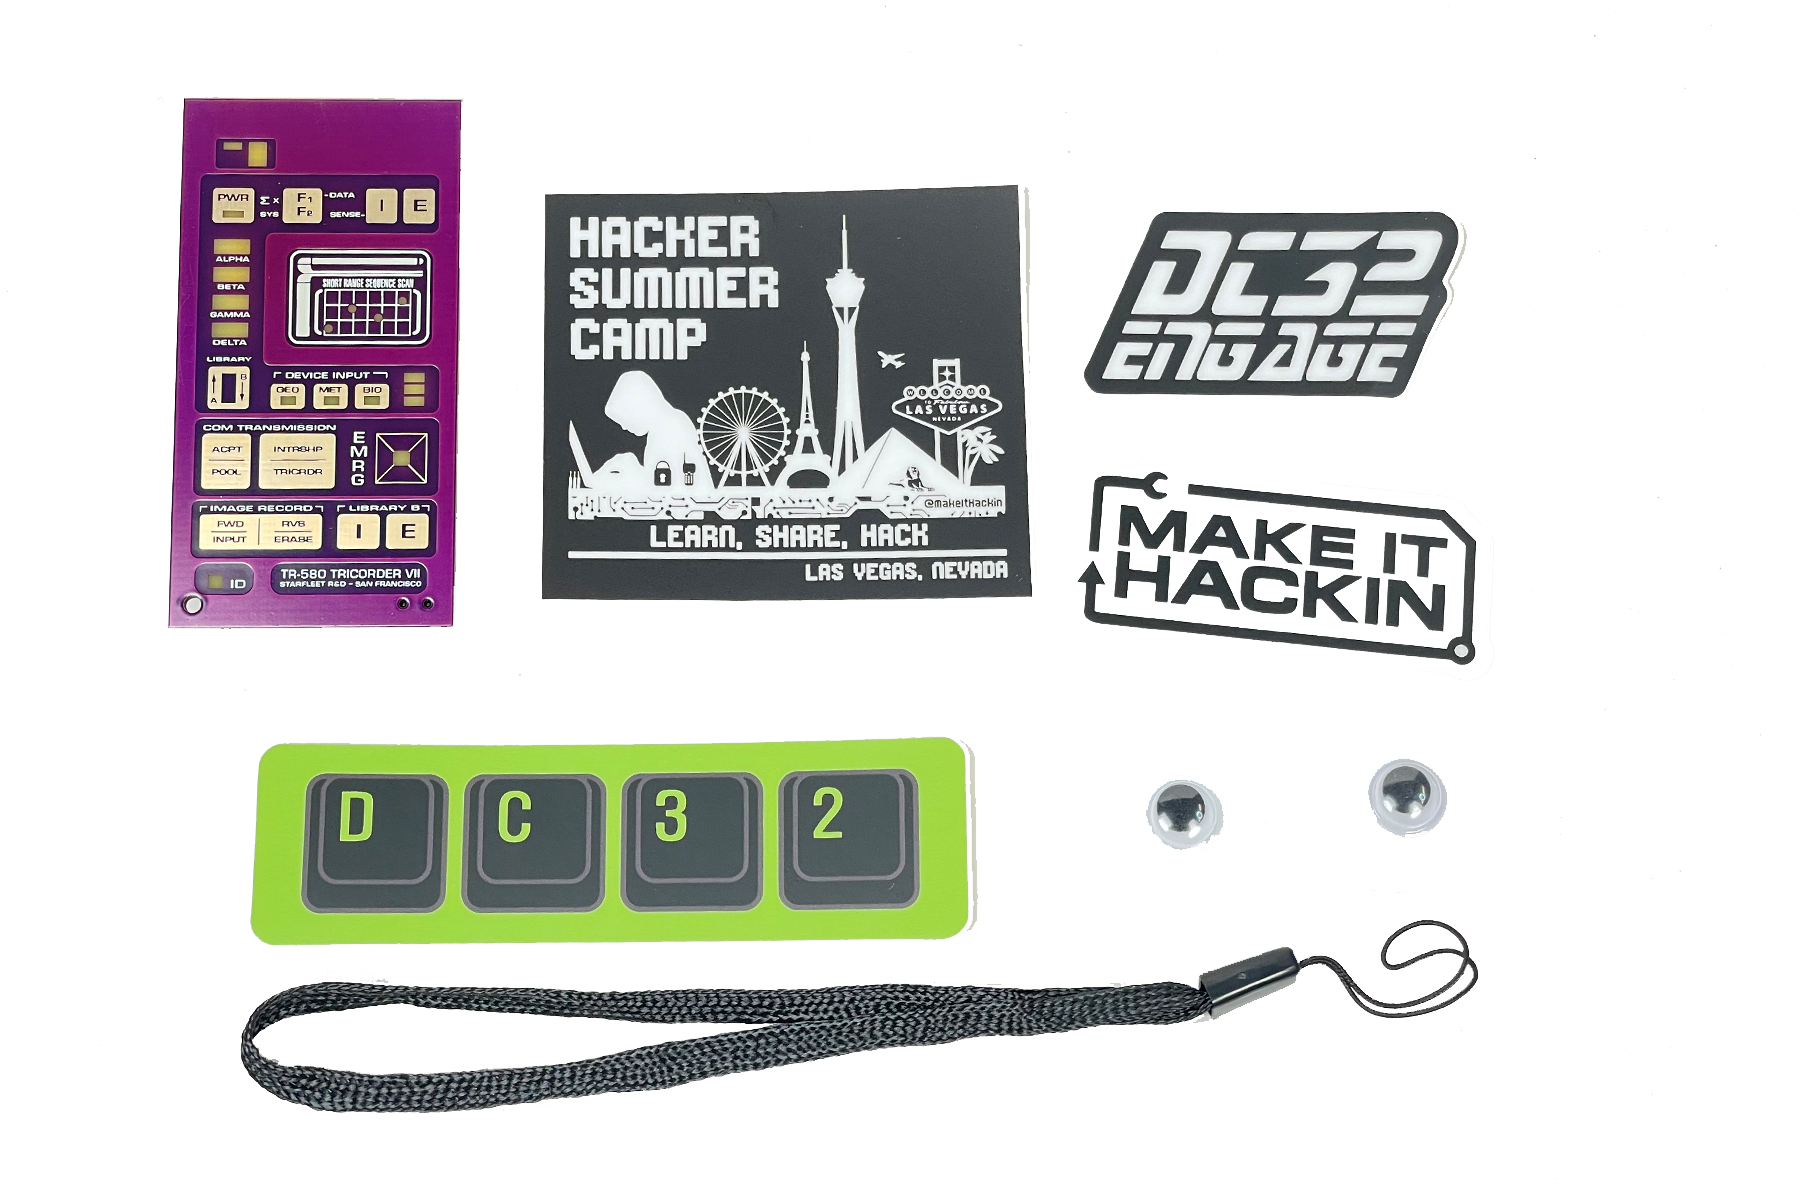 PWR
Σ x
SYS
F1
F2
-DATA
SENSE-
I
E
ALPHA
BETA
GAMMA
DELTA
SHORT RANGE SEQUENCE SCAN
LIBRARY
A
B
DEVICE INPUT
GEO
MET
BIO
COM TRANSMISSION
ACPT
POOL
INTRSHP
TRICRDR
EMRG
IMAGE RECORD
FWD
RVS
INPUT
ERASE
LIBRARY B
I
E
ID
TR-580 TRICORDER VII
STARFLEET R&D - SAN FRANCISCO
HACKER
SUMMER
CAMP
WELCOME
TO Fabulous
LAS VEGAS
NEVADA
@makeithackin
LEARN, SHARE, HACK
LAS VEGAS, NEVADA
DC32
ENGAGE
MAKE IT
HACKIN
D
C
3
2